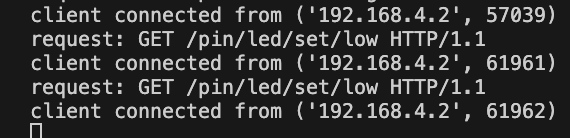 client connected from ('192.168.4.2', 57039)
request: GET /pin/led/set/low HTTP/1.1
client connected from ('192.168.4.2', 61961)
request: GET /pin/led/set/low HTTP/1.1
client connected from ('192.168.4.2', 61962)